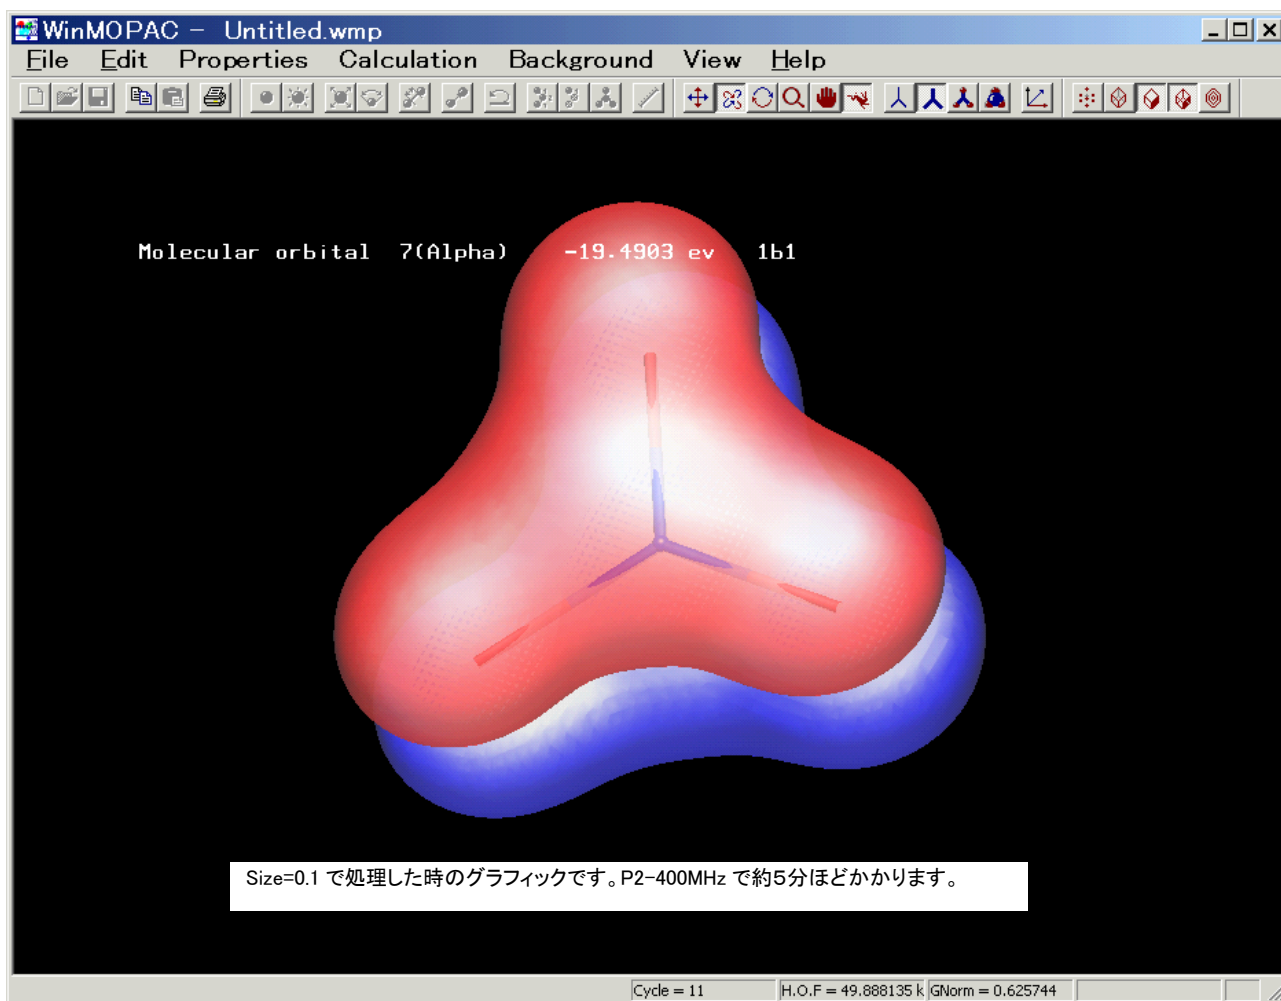 WinMOPAC - Untitled.wmp
File Edit Properties Calculation Background View Help
Molecular orbital 7(Alpha) -19.4903 ev 1b1
Size=0.1 で処理した時のグラフィックです。P2-400MHz で約5分ほどかかります。
Cycle = 11 H.O.F = 49.888135 k GNorm = 0.625744